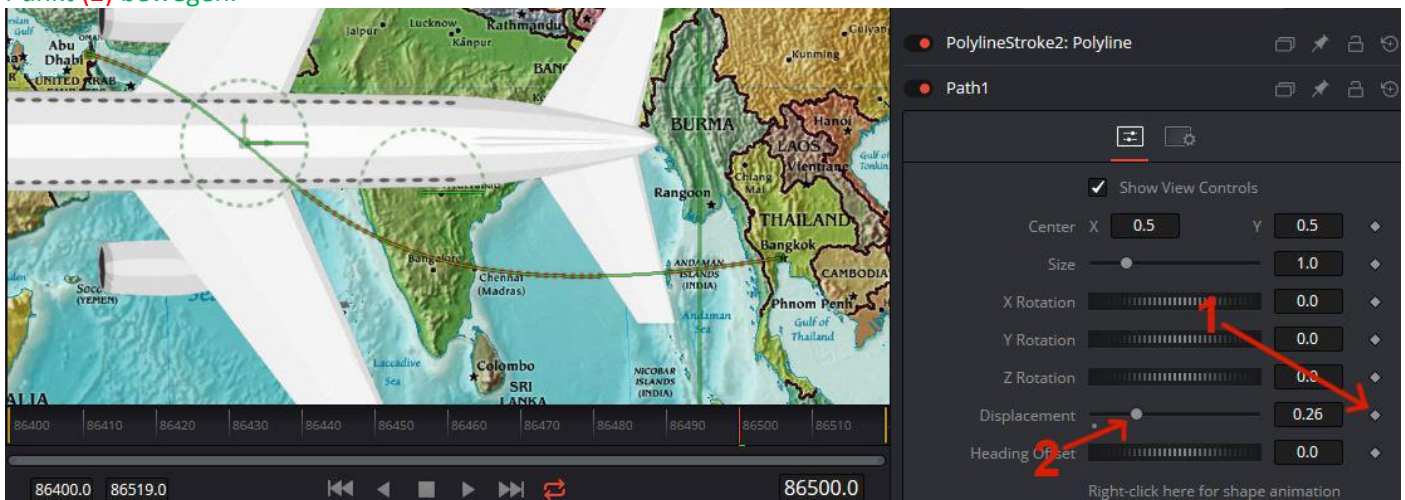 Punkt (2) bewegen.
Persian
Gulf
OMAN
Abu
Dhabi
UNITED ARAB
Jaipur
Lucknow
Kathmandu
Kanpur
BAN
Kunming
BURMA
Hanoi
LAOS
Vientiane
Gulf of
Tonkin
Chiang
Mai
Rangoon
THAILAND
Bangkok
Bangalore
Chennai
(Madras)
ANDAMAN
ISLANDS
(INDIA)
CAMBODIA
Phnom Penh
(YEMEN)
Andaman
Sea
Gulf of
Thailand
Laccadive
Sea
Colombo
SRI
LANKA
NICOBAR
ISLANDS
(INDIA)
ALIA
86400 86410 86420 86430 86440 86450 86460 86470 86480 86490 86500 86510
86400.0 86519.0 86500.0
PolylineStroke2: Polyline
Path1
Show View Controls
Center X 0.5 Y 0.5
Size 1.0
X Rotation 0.0
1
Y Rotation 0.0
Z Rotation 0.0
Displacement 0.26
2
Heading Offset 0.0
Right-click here for shape animation